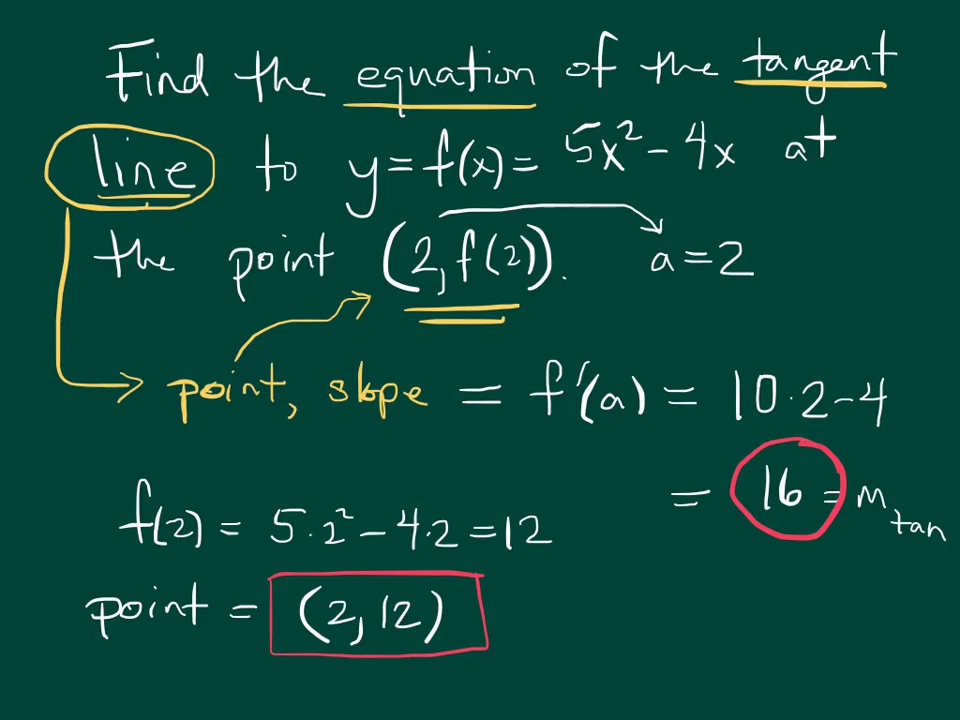 Find the equation of the tangent
line to y = f(x) = 5x² - 4x at
the point (2, f(2)). a = 2
point, slope = f'(a) = 10·2-4
= 16 = m tan
f(2) = 5·2² - 4·2 = 12
point = (2, 12)